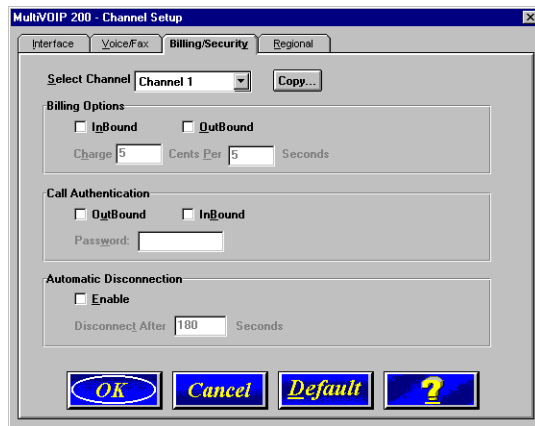 MultiVOIP 200 - Channel Setup
Interface Voice/Fax Billing/Security Regional
Select Channel Channel 1 Copy...
Billing Options
InBound OutBound
Charge 5 Cents Per 5 Seconds
Call Authentication
OutBound InBound
Password:
Automatic Disconnection
Enable
Disconnect After 180 Seconds
OK Cancel Default ?